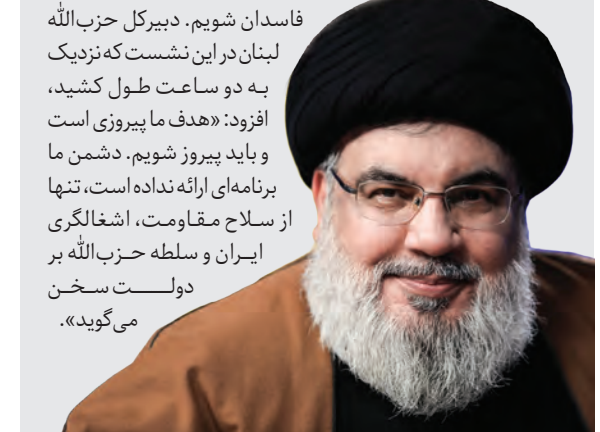 فاسدان شویم. دبیرکل حزب‌الله
لبنان در این نشست که نزدیک
به دو ساعت طول کشید،
افزود: «هدف ما پیروزی است
و باید پیروز شویم. دشمن ما
برنامه‌ای ارائه نداده است، تنها
از سلاح مقاومت، اشغالگری
ایران و سلطه حزب‌الله بر
دولت سخن
می‌گوید».